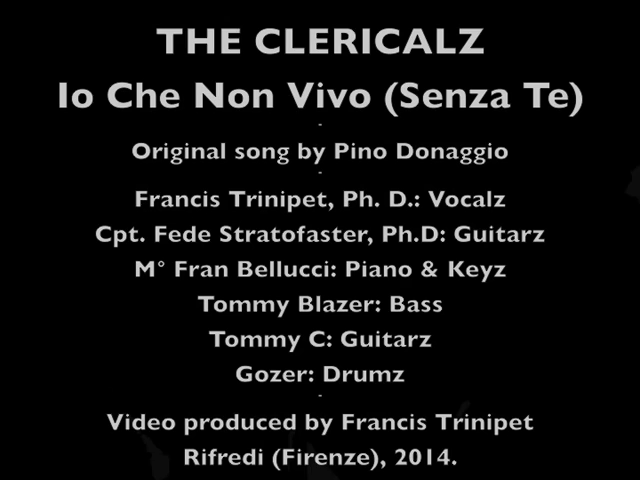 THE CLERICALZ
Io Che Non Vivo (Senza Te)
-
Original song by Pino Donaggio
-
Francis Trinipet, Ph. D.: Vocalz
Cpt. Fede Stratofaster, Ph.D: Guitarz
M° Fran Bellucci: Piano & Keyz
Tommy Blazer: Bass
Tommy C: Guitarz
Gozer: Drumz
-
Video produced by Francis Trinipet
Rifredi (Firenze), 2014.